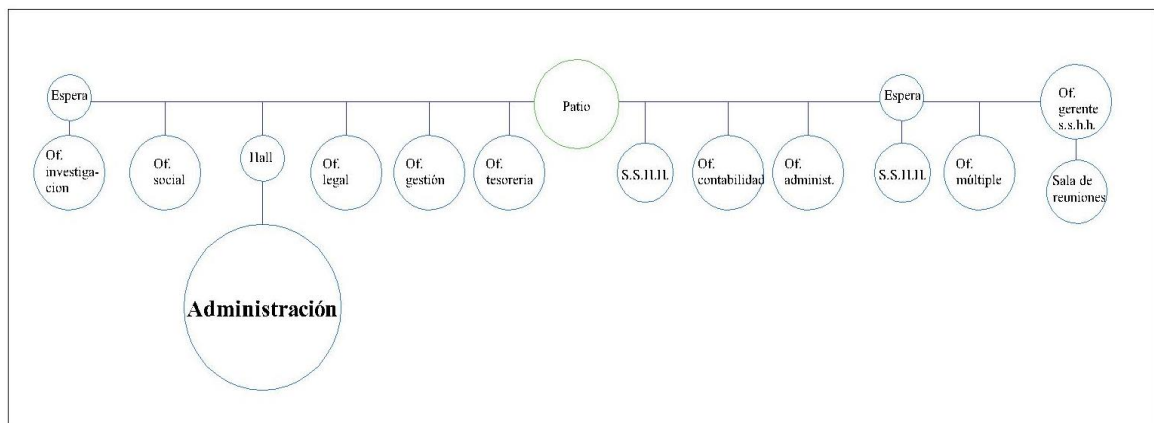 Espera
Of.
investiga-
cion
Of.
social
Hall
Administración
Of.
legal
Of.
gestión
Of.
tesoreria
Patio
S.S.H.H.
Of.
contabilidad
Of.
administ.
Espera
S.S.H.H.
Of.
múltiple
Of.
gerente
s.s.h.h.
Sala de
reuniones